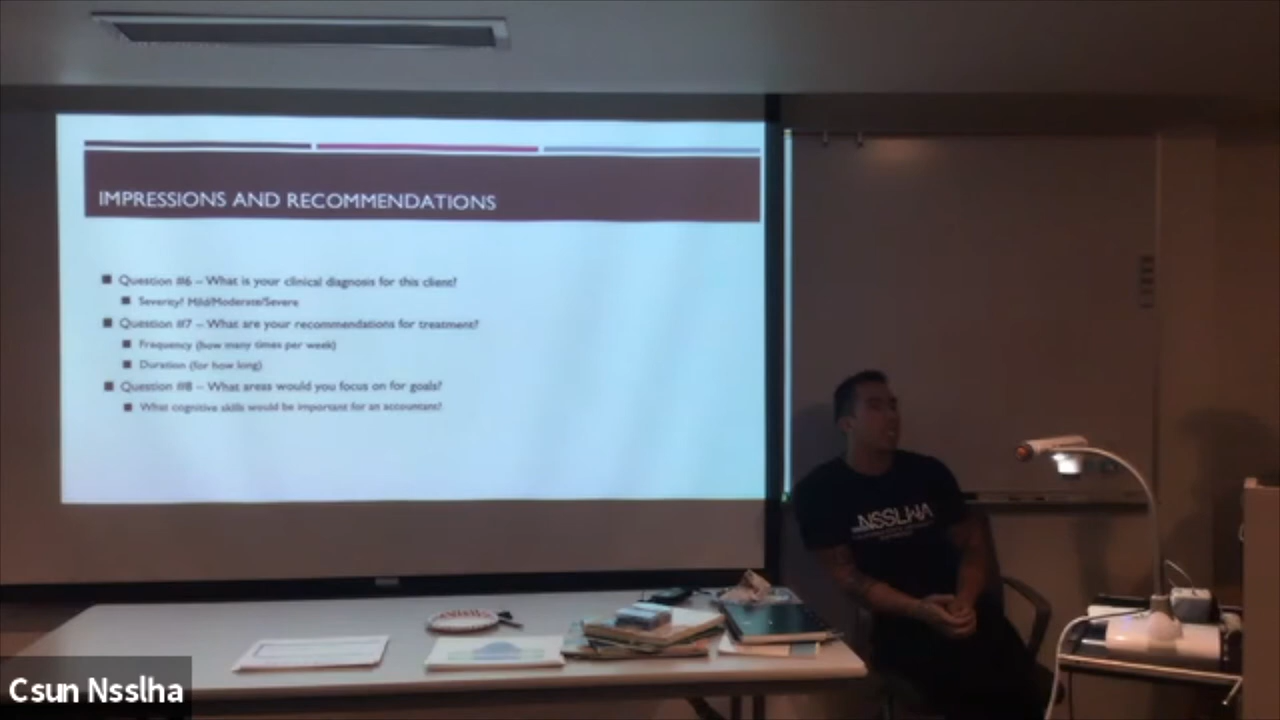 IMPRESSIONS AND RECOMMENDATIONS
Question #6 – What is your clinical diagnosis for this client?
Severity? Mild/Moderate/Severe
Question #7 – What are your recommendations for treatment?
Frequency (how many times per week)
Duration (for how long)
Question #8 – What areas would you focus on for goals?
What cognitive skills would be important for an accountant?
NSSLHA
Csun Nsslha